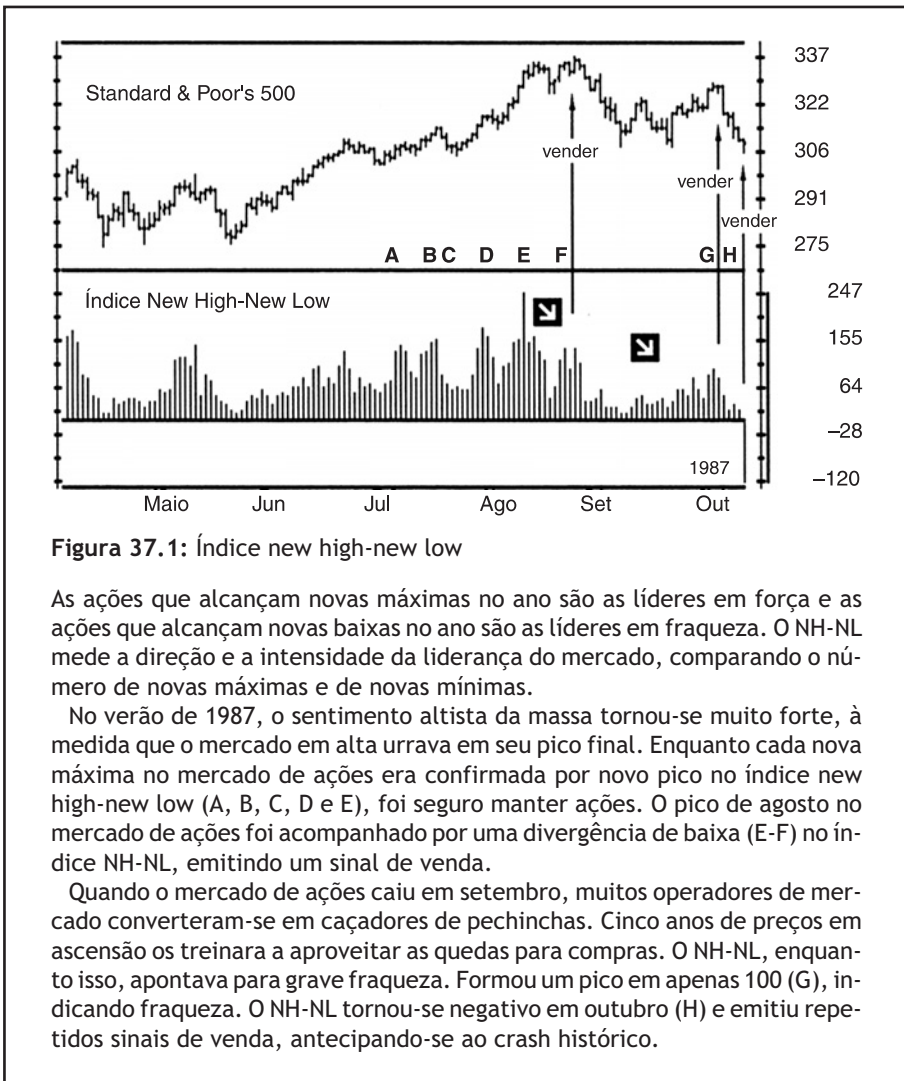 337
Standard & Poor's 500
322
vender
306
vender
291
vender
A B C D E F G H
275
Índice New High-New Low
247
155
64
–28
1987
–120
Maio Jun Jul Ago Set Out
Figura 37.1: Índice new high-new low
As ações que alcançam novas máximas no ano são as líderes em força e as
ações que alcançam novas baixas no ano são as líderes em fraqueza. O NH-NL
mede a direção e a intensidade da liderança do mercado, comparando o nú-
mero de novas máximas e de novas mínimas.
No verão de 1987, o sentimento altista da massa tornou-se muito forte, à
medida que o mercado em alta urrava em seu pico final. Enquanto cada nova
máxima no mercado de ações era confirmada por novo pico no índice new
high-new low (A, B, C, D e E), foi seguro manter ações. O pico de agosto no
mercado de ações foi acompanhado por uma divergência de baixa (E-F) no ín-
dice NH-NL, emitindo um sinal de venda.
Quando o mercado de ações caiu em setembro, muitos operadores de mer-
cado converteram-se em caçadores de pechinchas. Cinco anos de preços em
ascensão os treinara a aproveitar as quedas para compras. O NH-NL, enquan-
to isso, apontava para grave fraqueza. Formou um pico em apenas 100 (G), in-
dicando fraqueza. O NH-NL tornou-se negativo em outubro (H) e emitiu repe-
tidos sinais de venda, antecipando-se ao crash histórico.